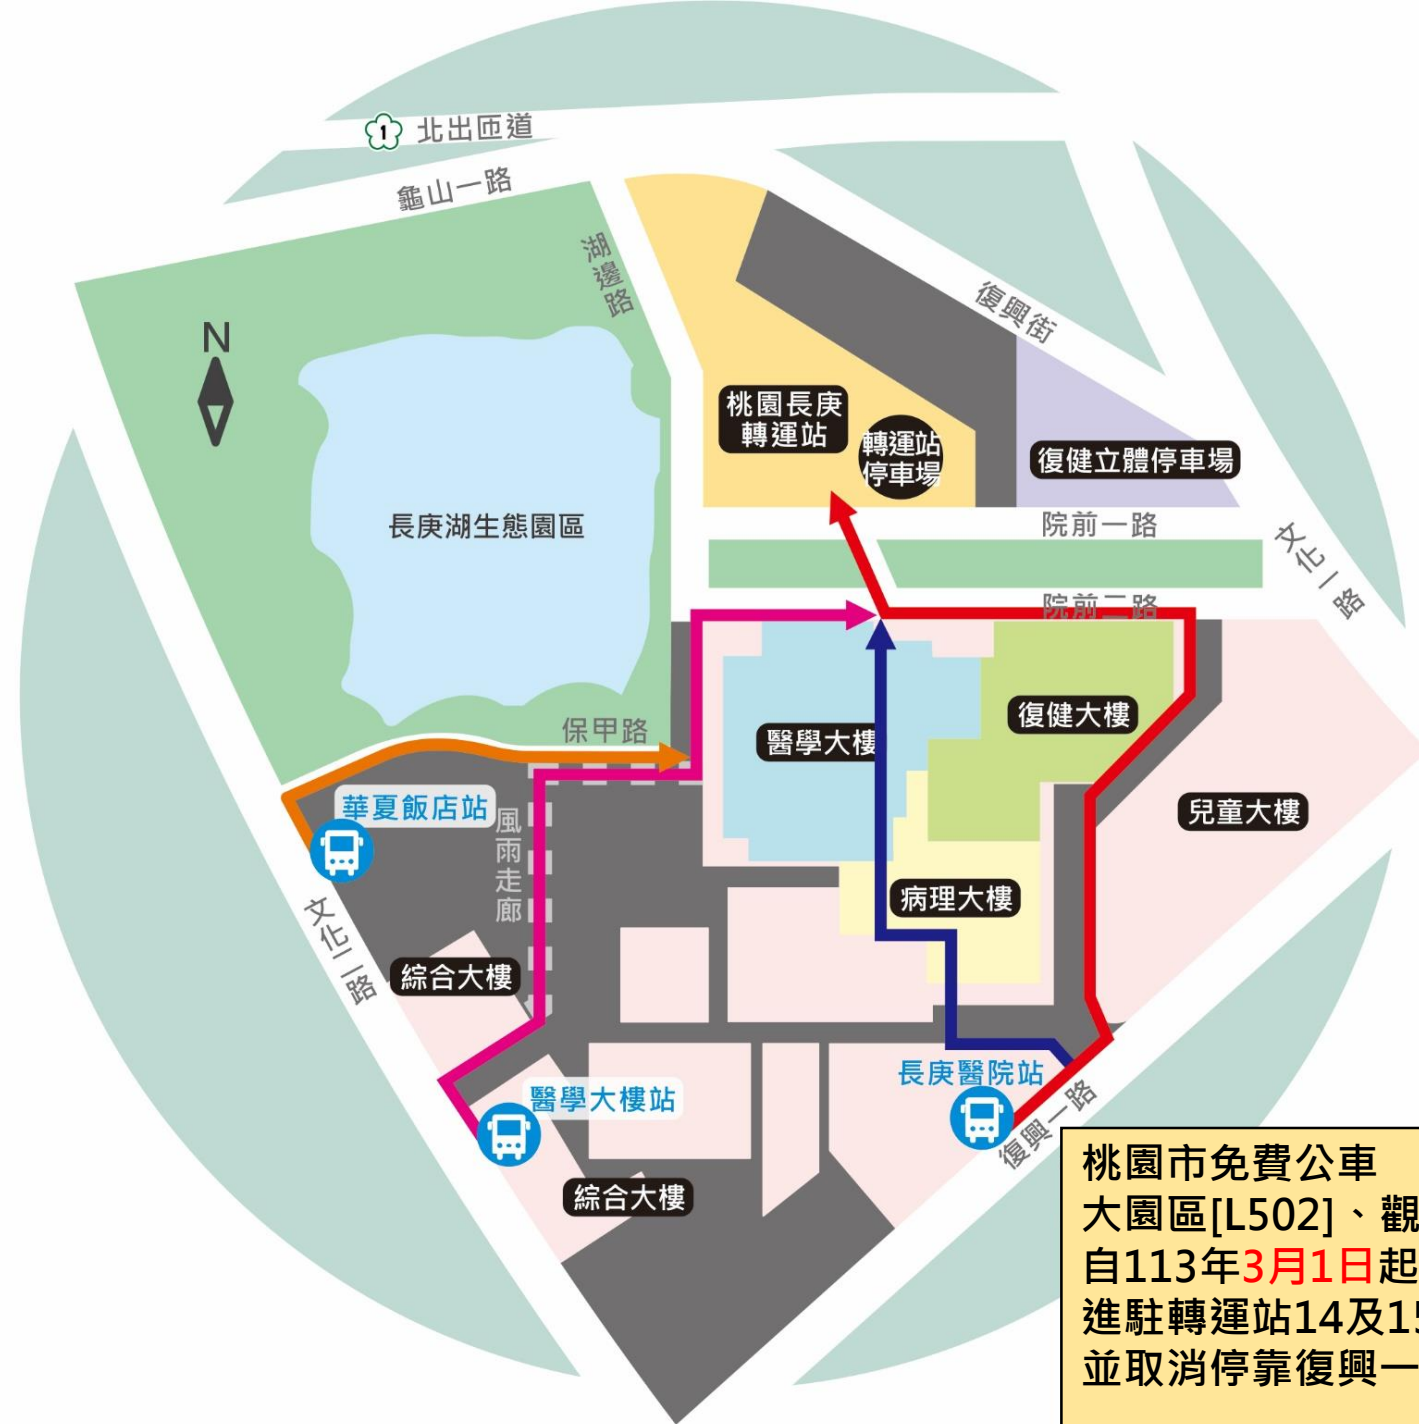 1 北出匝道
龜山一路
湖邊路
復興街
N
桃園長庚
轉運站
轉運站
停車場
復健立體停車場
長庚湖生態園區
院前一路
文化一路
院前二路
保甲路
復健大樓
醫學大樓
華夏飯店站
風雨走廊
兒童大樓
病理大樓
文化二路
綜合大樓
長庚醫院站
醫學大樓站
復興一路
綜合大樓
桃園市免費公車
大園區[L502]、觀
自113年3月1日起
進駐轉運站14及15
並取消停靠復興一